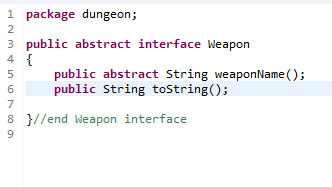 1 package dungeon;
2
3 public abstract interface Weapon
4 {
5     public abstract String weaponName();
6     public String toString();
7
8 }//end Weapon interface
9